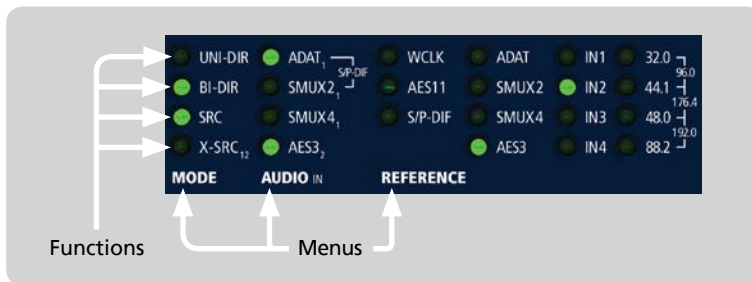 UNI-DIR ADAT1 WCLK ADAT IN1 32.0
S/P-DIF 96.0
BI-DIR SMUX21 AES11 SMUX2 IN2 44.1
176.4
SRC SMUX41 S/P-DIF SMUX4 IN3 48.0
192.0
X-SRC12 AES32 AES3 IN4 88.2
MODE AUDIO IN REFERENCE
Functions Menus